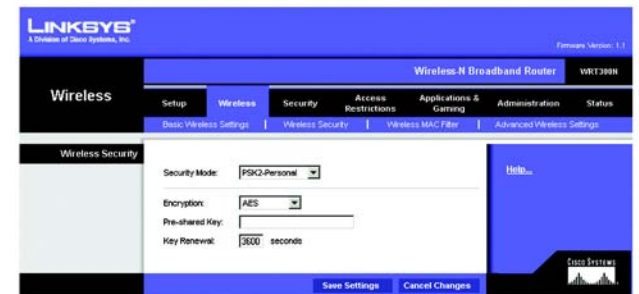 LINKSYS®
A Division of Cisco Systems, Inc.
Firmware Version: 1.1
Wireless-N Broadband Router WRT300N
Wireless
Setup Wireless Security Access Restrictions Applications & Gaming Administration Status
Basic Wireless Settings | Wireless Security | Wireless MAC Filter | Advanced Wireless Settings
Wireless Security
Security Mode: PSK2-Personal
Help...
Encryption: AES
Pre-shared Key:
Key Renewal: 3600 seconds
Save Settings Cancel Changes
CISCO SYSTEMS